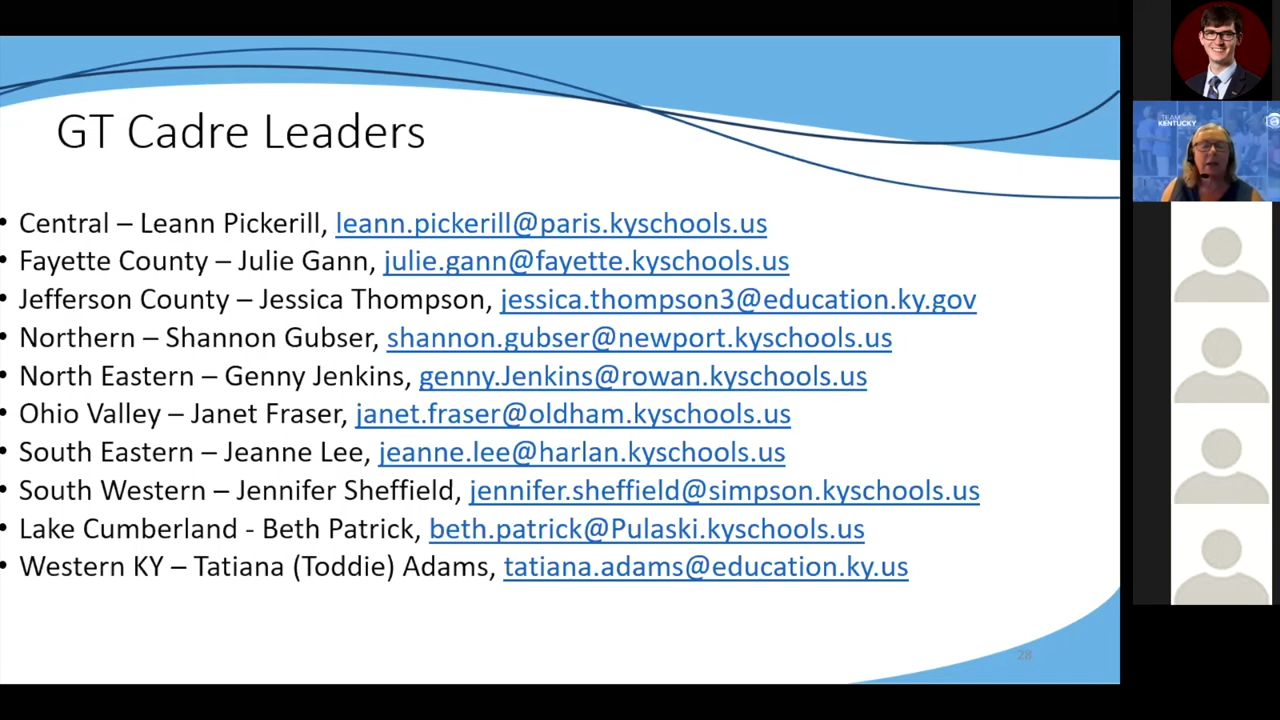 GT Cadre Leaders
• Central – Leann Pickerill, leann.pickerill@paris.kyschools.us
• Fayette County – Julie Gann, julie.gann@fayette.kyschools.us
• Jefferson County – Jessica Thompson, jessica.thompson3@education.ky.gov
• Northern – Shannon Gubser, shannon.gubser@newport.kyschools.us
• North Eastern – Genny Jenkins, genny.Jenkins@rowan.kyschools.us
• Ohio Valley – Janet Fraser, janet.fraser@oldham.kyschools.us
• South Eastern – Jeanne Lee, jeanne.lee@harlan.kyschools.us
• South Western – Jennifer Sheffield, jennifer.sheffield@simpson.kyschools.us
• Lake Cumberland - Beth Patrick, beth.patrick@Pulaski.kyschools.us
• Western KY – Tatiana (Toddie) Adams, tatiana.adams@education.ky.us
28
TEAM
KENTUCKY